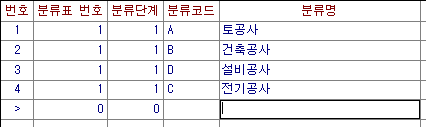 번호 분류표 번호 분류단계 분류코드 분류명
1 1 1 A 토공사
2 1 1 B 건축공사
3 1 1 D 설비공사
4 1 1 C 전기공사
> 0 0